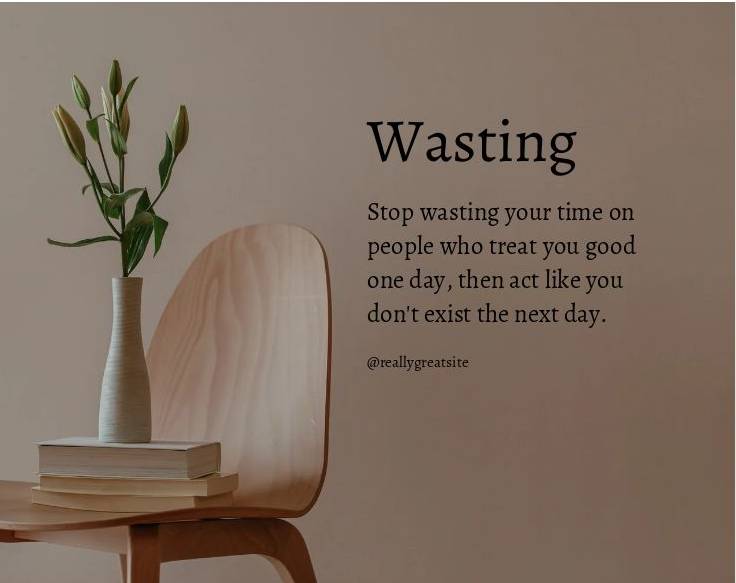 Wasting
Stop wasting your time on
people who treat you good
one day, then act like you
don't exist the next day.
@reallygreatsite